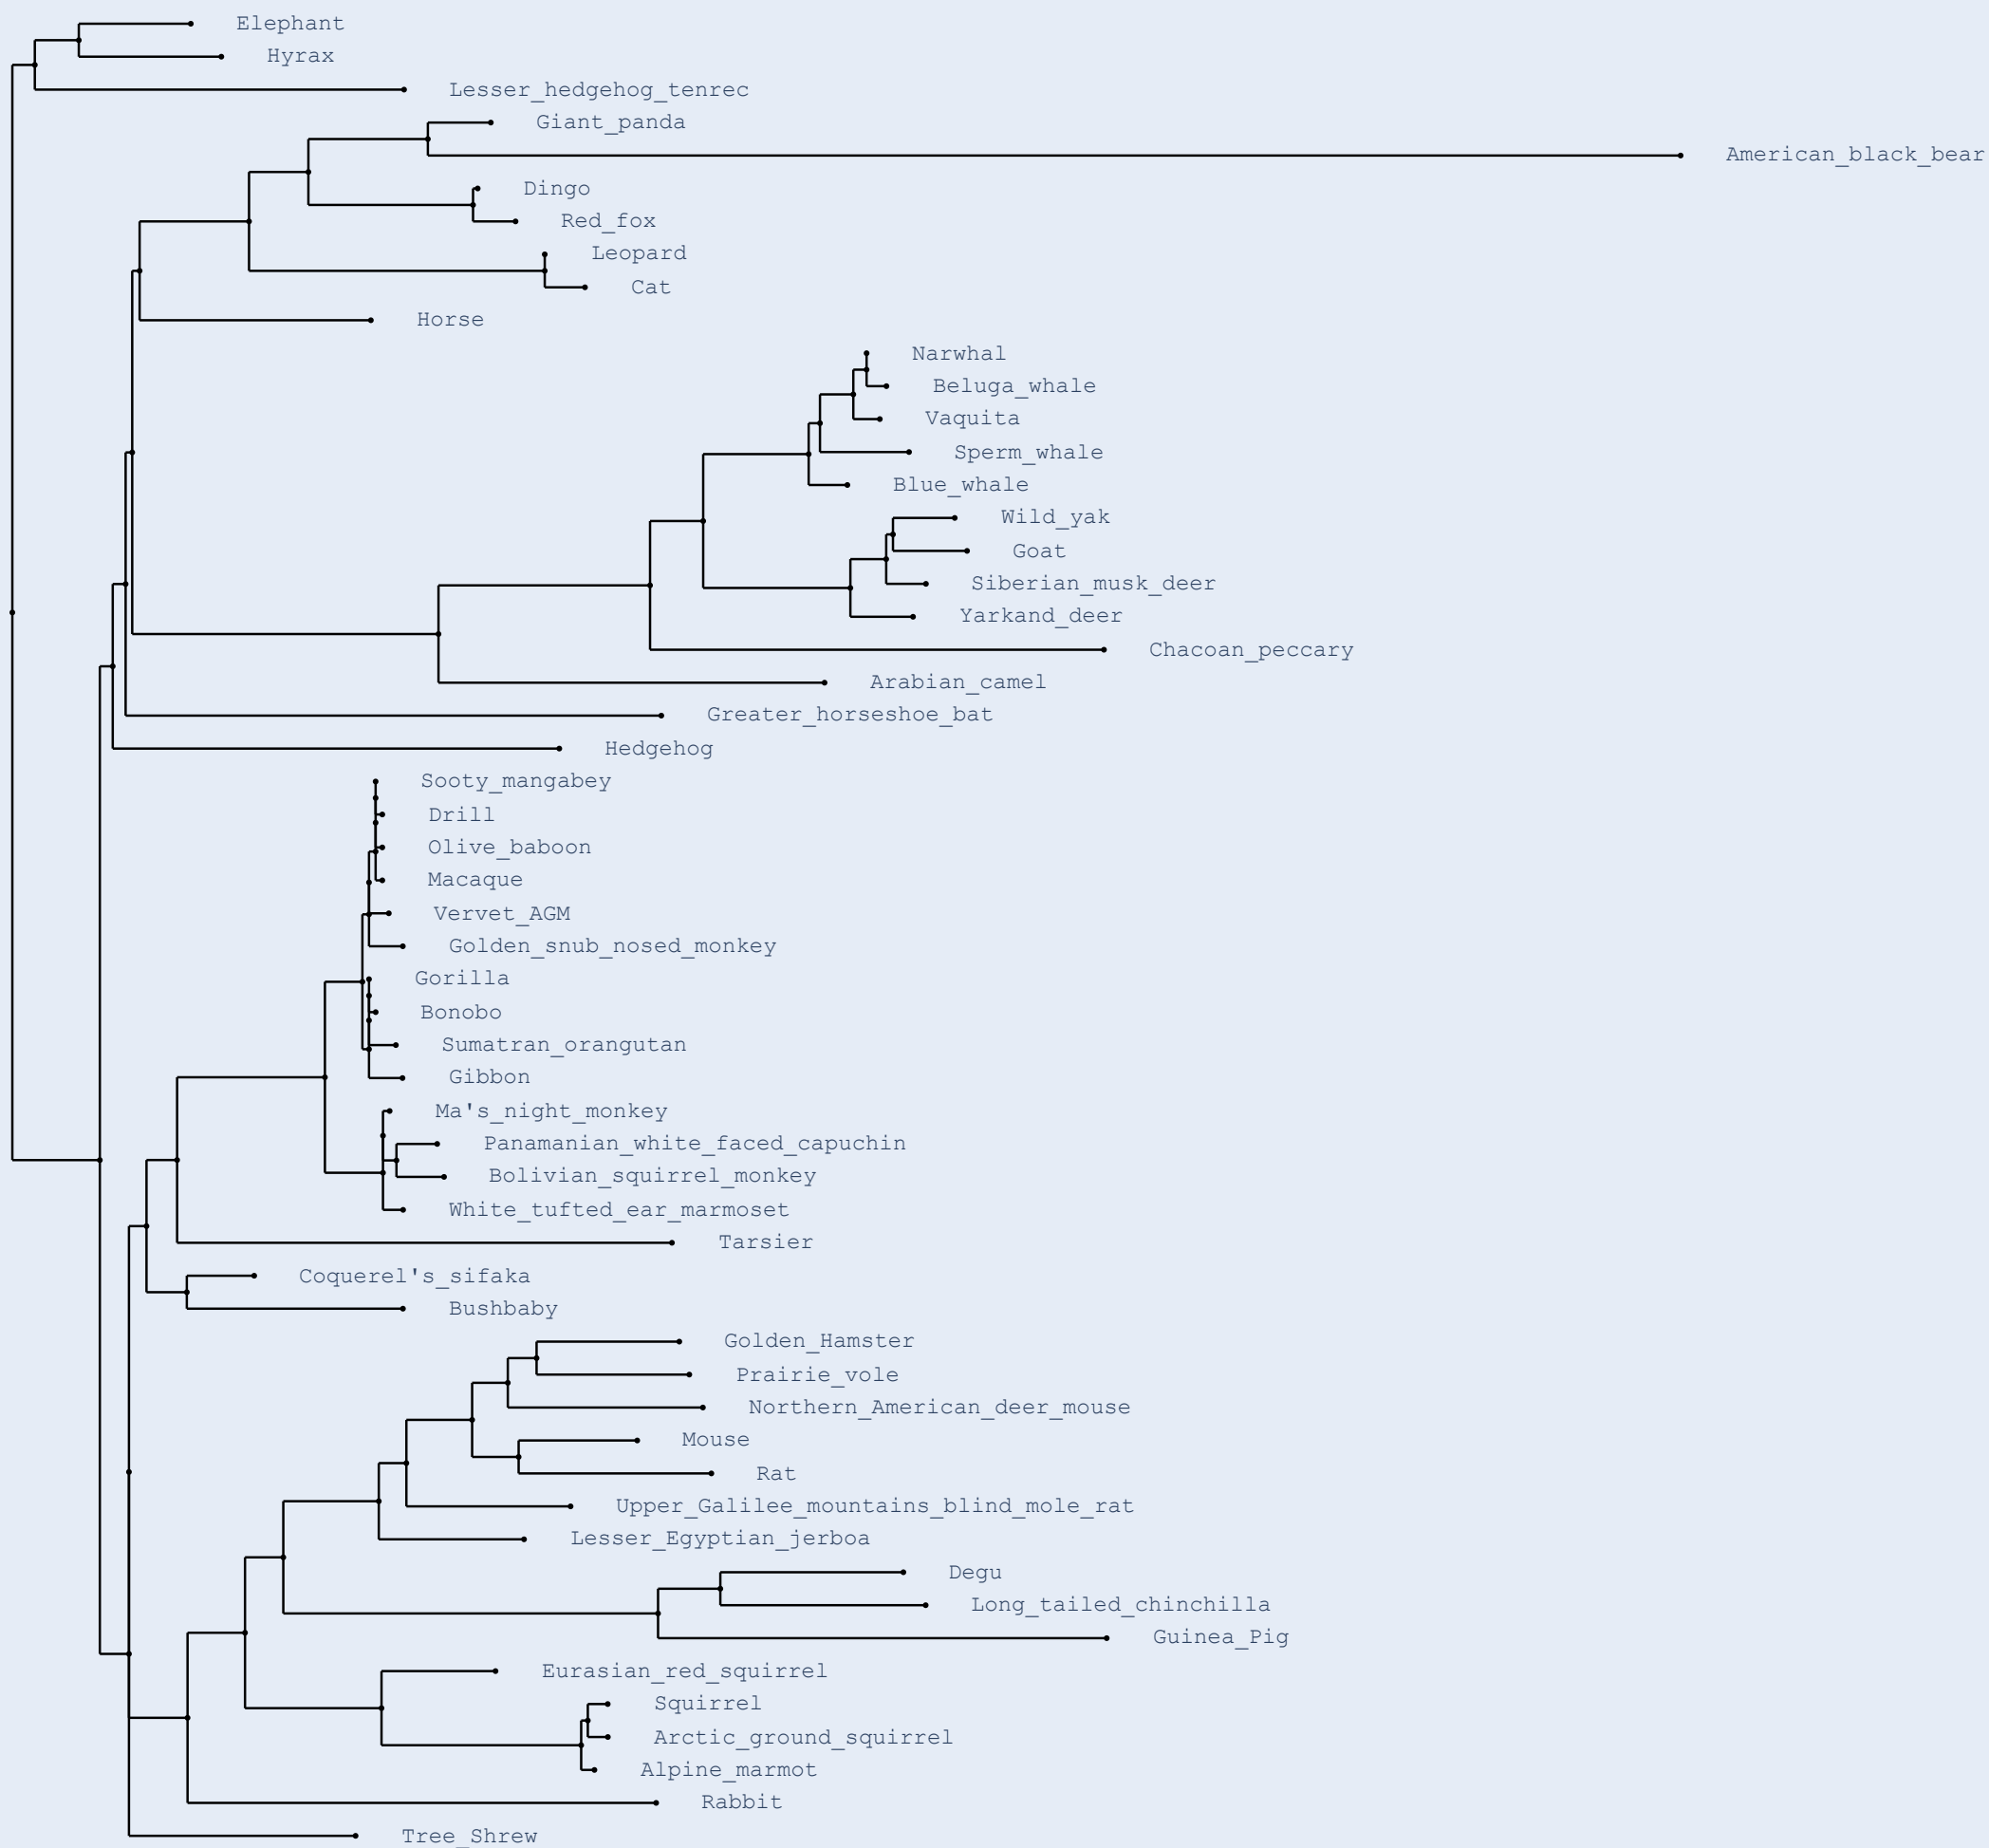 Elephant
Hyrax
Lesser_hedgehog_tenrec
Giant_panda
American_black_bear
Dingo
Red_fox
Leopard
Cat
Horse
Narwhal
Beluga_whale
Vaquita
Sperm_whale
Blue_whale
Wild_yak
Goat
Siberian_musk_deer
Yarkand_deer
Chacoan_peccary
Arabian_camel
Greater_horseshoe_bat
Hedgehog
Sooty_mangabey
Drill
Olive_baboon
Macaque
Vervet_AGM
Golden_snub_nosed_monkey
Gorilla
Bonobo
Sumatran_orangutan
Gibbon
Ma's_night_monkey
Panamanian_white_faced_capuchin
Bolivian_squirrel_monkey
White_tufted_ear_marmoset
Tarsier
Coquerel's_sifaka
Bushbaby
Golden_Hamster
Prairie_vole
Northern_American_deer_mouse
Mouse
Rat
Upper_Galilee_mountains_blind_mole_rat
Lesser_Egyptian_jerboa
Degu
Long_tailed_chinchilla
Guinea_Pig
Eurasian_red_squirrel
Squirrel
Arctic_ground_squirrel
Alpine_marmot
Rabbit
Tree_Shrew